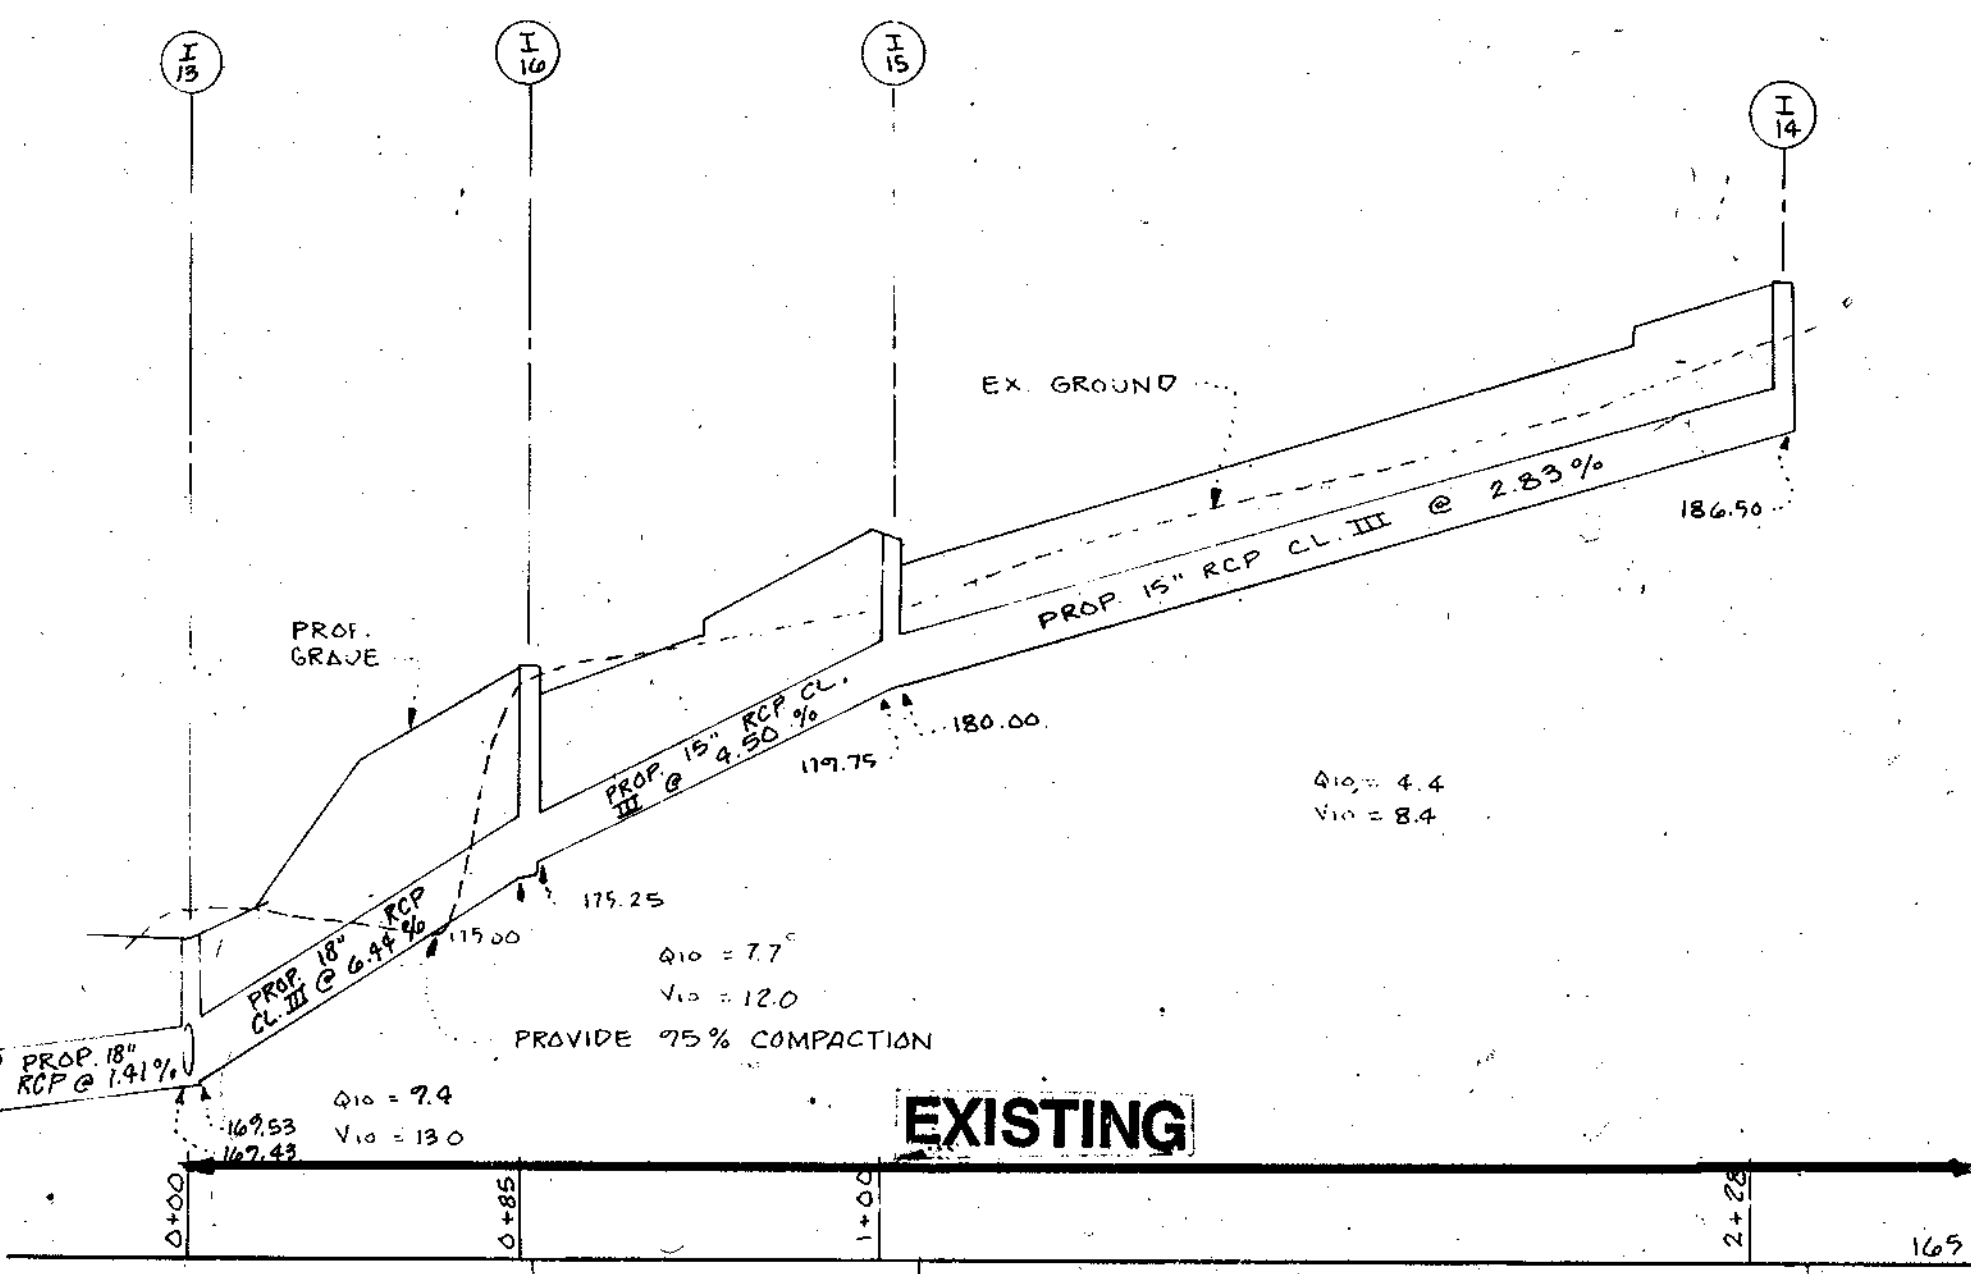 I
13
I
16
I
15
I
14
EX. GROUND
PROP. 15" RCP CL. III @ 2.83%
186.50
PROF.
GRADE
PROP. 15" RCP CL.
III @ 4.50 %
180.00
179.75
Q10 = 4.4
V10 = 8.4
175.25
175.00
PROP. 18" RCP
CL. III @ 6.44 %
Q10 = 7.7
V10 = 12.0
PROVIDE 95% COMPACTION
PROP. 18"
RCP @ 1.41%
Q10 = 9.4
V10 = 13.0
169.53
169.43
EXISTING
0+00
0+85
1+00
2+28
165